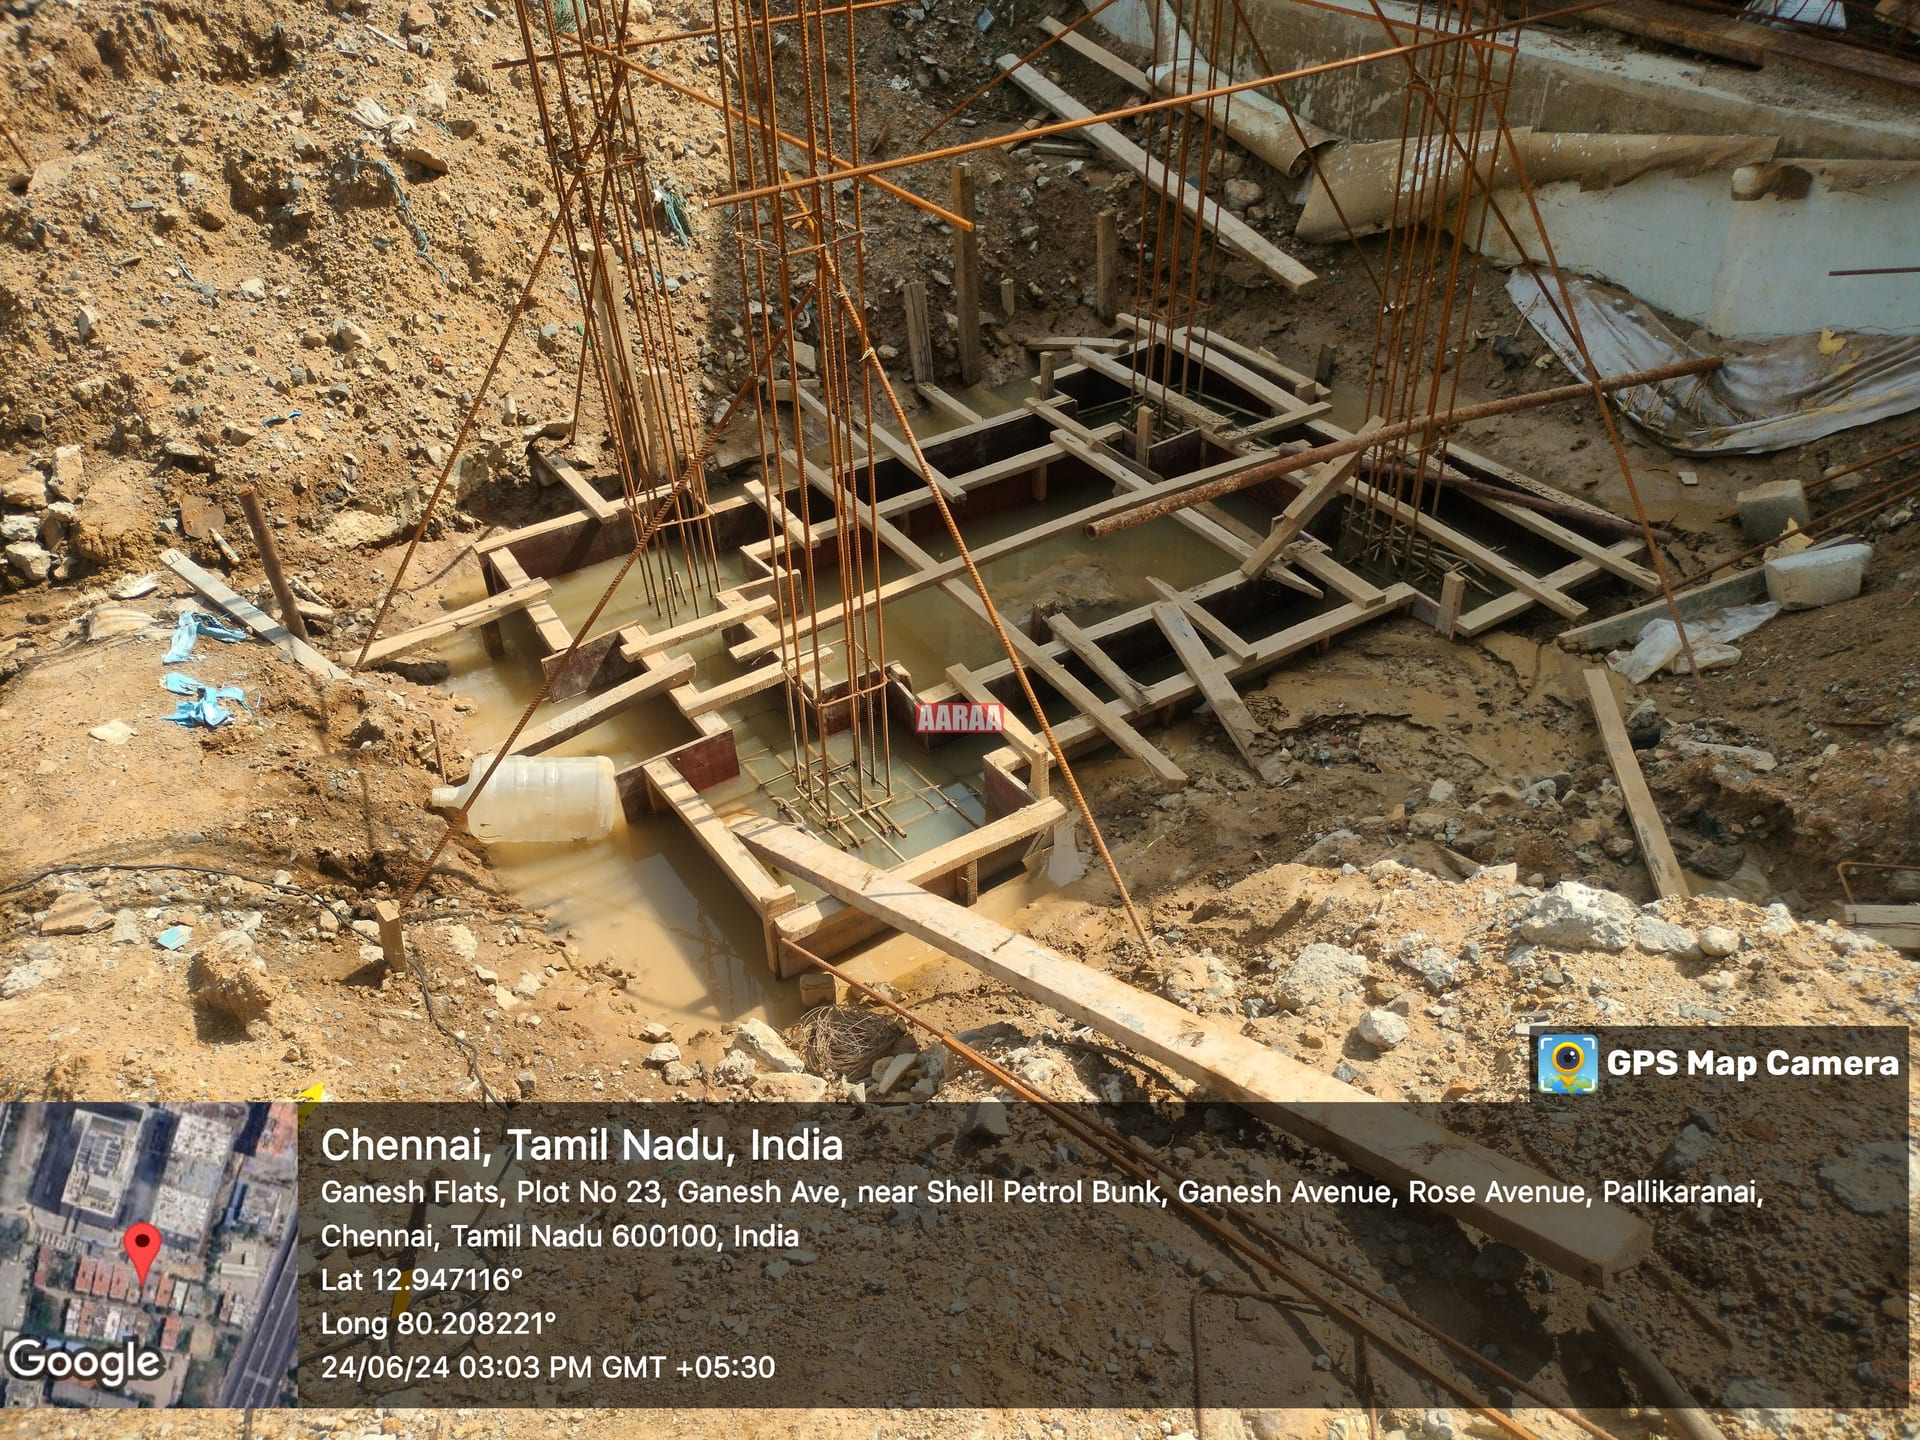 AARAA
GPS Map Camera
Chennai, Tamil Nadu, India
Ganesh Flats, Plot No 23, Ganesh Ave, near Shell Petrol Bunk, Ganesh Avenue, Rose Avenue, Pallikaranai,
Chennai, Tamil Nadu 600100, India
Lat 12.947116°
Long 80.208221°
24/06/24 03:03 PM GMT +05:30
Google